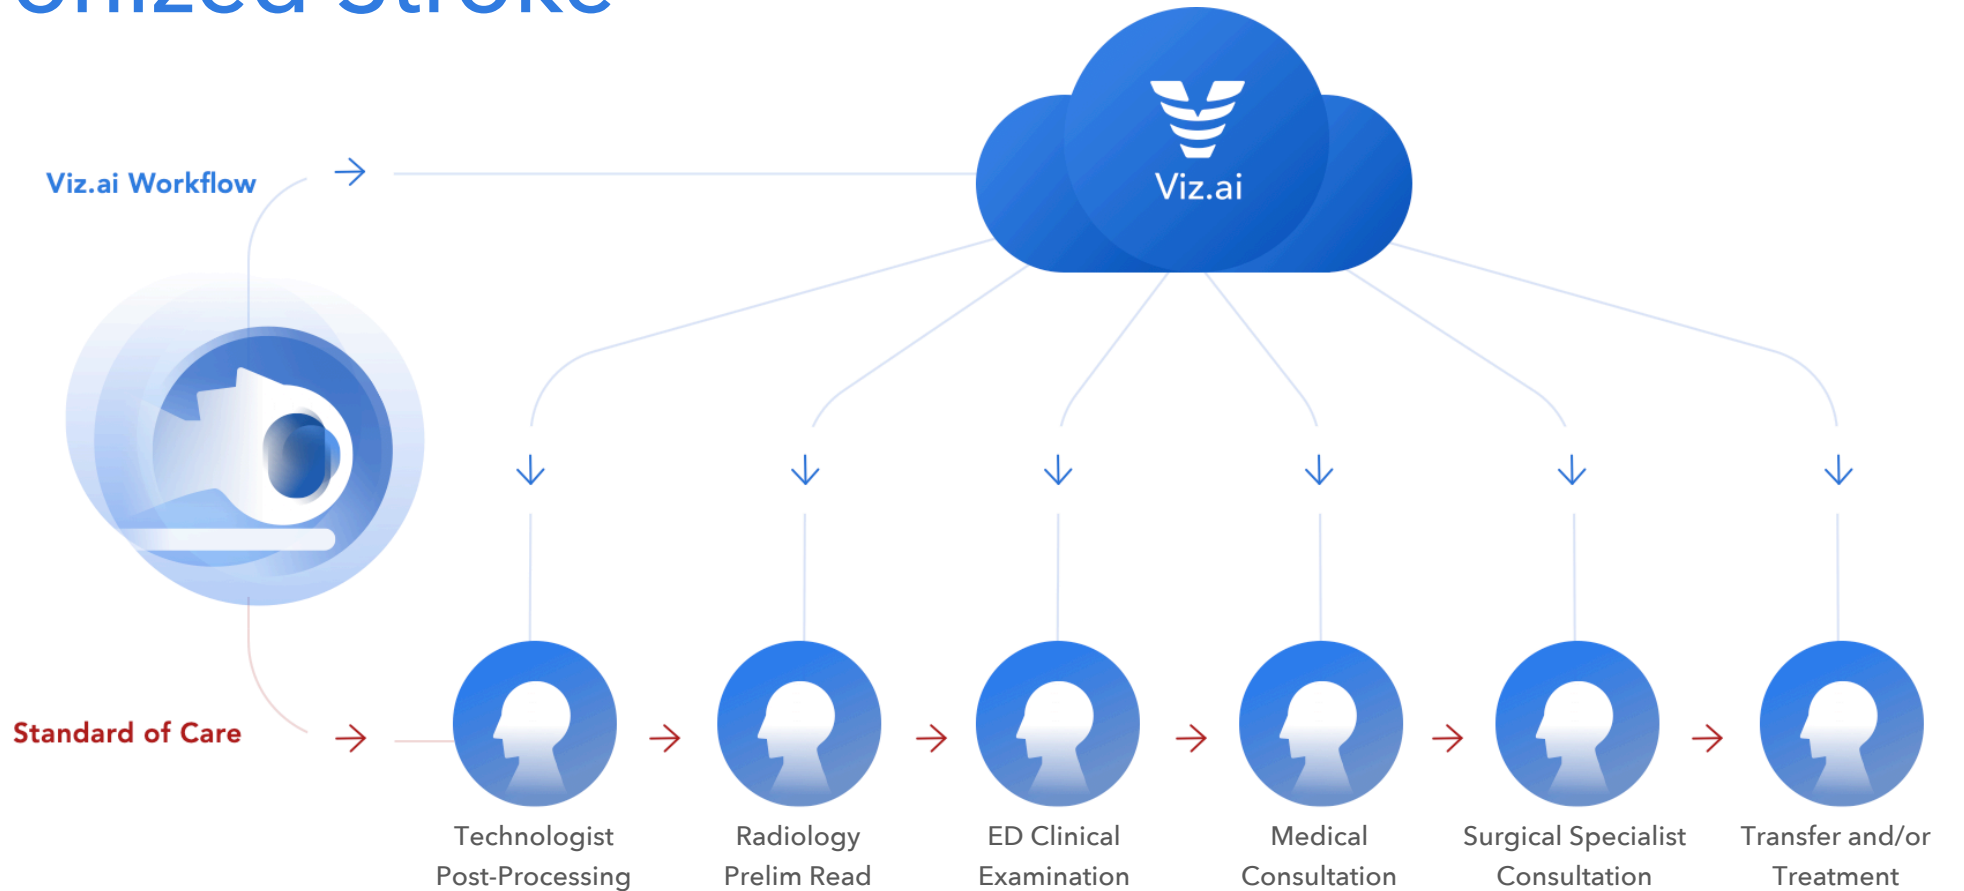 Stroke
Viz.ai
Viz.ai Workflow
Standard of Care
Technologist
Post-Processing
Radiology
Prelim Read
ED Clinical
Examination
Medical
Consultation
Surgical Specialist
Consultation
Transfer and/or
Treatment